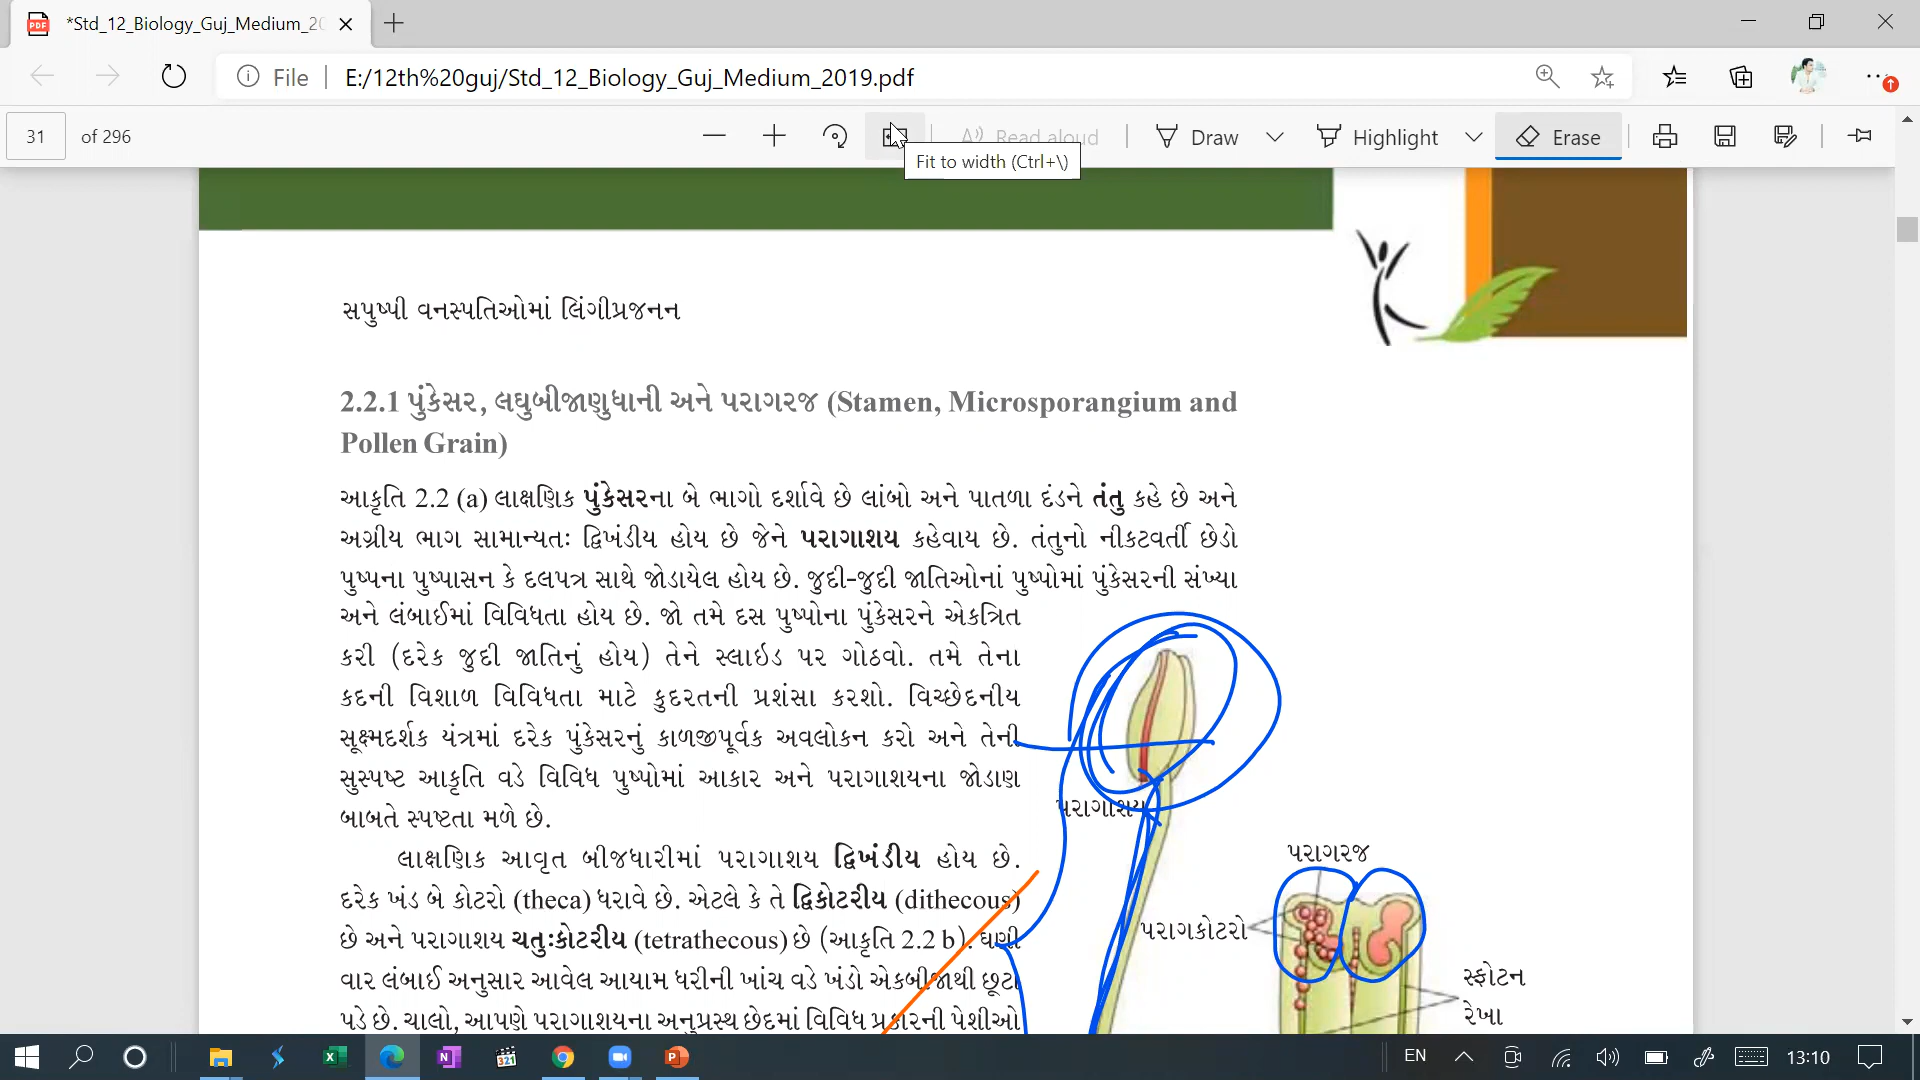 *Std_12_Biology_Guj_Medium_20
File
E:/12th%20guj/Std_12_Biology_Guj_Medium_2019.pdf
31 of 296
Read aloud
Draw
Highlight
Erase
Fit to width (Ctrl+\)
સપુષ્પી વનસ્પતિઓમાં લિંગીપ્રજનન
2.2.1 પુંકેસર, લઘુબીજાણુધાની અને પરાગરજ (Stamen, Microsporangium and
Pollen Grain)
આકૃતિ 2.2 (a) લાક્ષણિક પુંકેસરના બે ભાગો દર્શાવે છે લાંબો અને પાતળા દંડને તંતુ કહે છે અને
અગ્રીય ભાગ સામાન્યતઃ દ્વિખંડીય હોય છે જેને પરાગાશય કહેવાય છે. તંતુનો નીકટવર્તી છેડો
પુષ્પના પુષ્પાસન કે દલપત્ર સાથે જોડાયેલ હોય છે. જુદી-જુદી જાતિઓનાં પુષ્પોમાં પુંકેસરની સંખ્યા
અને લંબાઈમાં વિવિધતા હોય છે. જો તમે દસ પુષ્પોના પુંકેસરને એકત્રિત
કરી (દરેક જુદી જાતિનું હોય) તેને સ્લાઇડ પર ગોઠવો. તમે તેના
કદની વિશાળ વિવિધતા માટે કુદરતની પ્રશંસા કરશો. વિચ્છેદનીય
સૂક્ષ્મદર્શક યંત્રમાં દરેક પુંકેસરનું કાળજીપૂર્વક અવલોકન કરો અને તેની
સુસ્પષ્ટ આકૃતિ વડે વિવિધ પુષ્પોમાં આકાર અને પરાગાશયના જોડાણ
બાબતે સ્પષ્ટતા મળે છે.
પરાગાશય
લાક્ષણિક આવૃત બીજધારીમાં પરાગાશય દ્વિખંડીય હોય છે.
દરેક ખંડ બે કોટરો (theca) ધરાવે છે. એટલે કે તે દ્વિકોટરીય (dithecous)
છે અને પરાગાશય ચતુઃકોટરીય (tetrathecous) છે (આકૃતિ 2.2 b). ઘણી
વાર લંબાઈ અનુસાર આવેલ આયામ ધરીની ખાંચ વડે ખંડો એકબીજાથી છૂટા
પડે છે. ચાલો, આપણે પરાગાશયના અનુપ્રસ્થ છેદમાં વિવિધ પ્રકારની પેશીઓ
પરાગરજ
પરાગકોટરો
સ્ફોટન
રેખા
EN
13:10